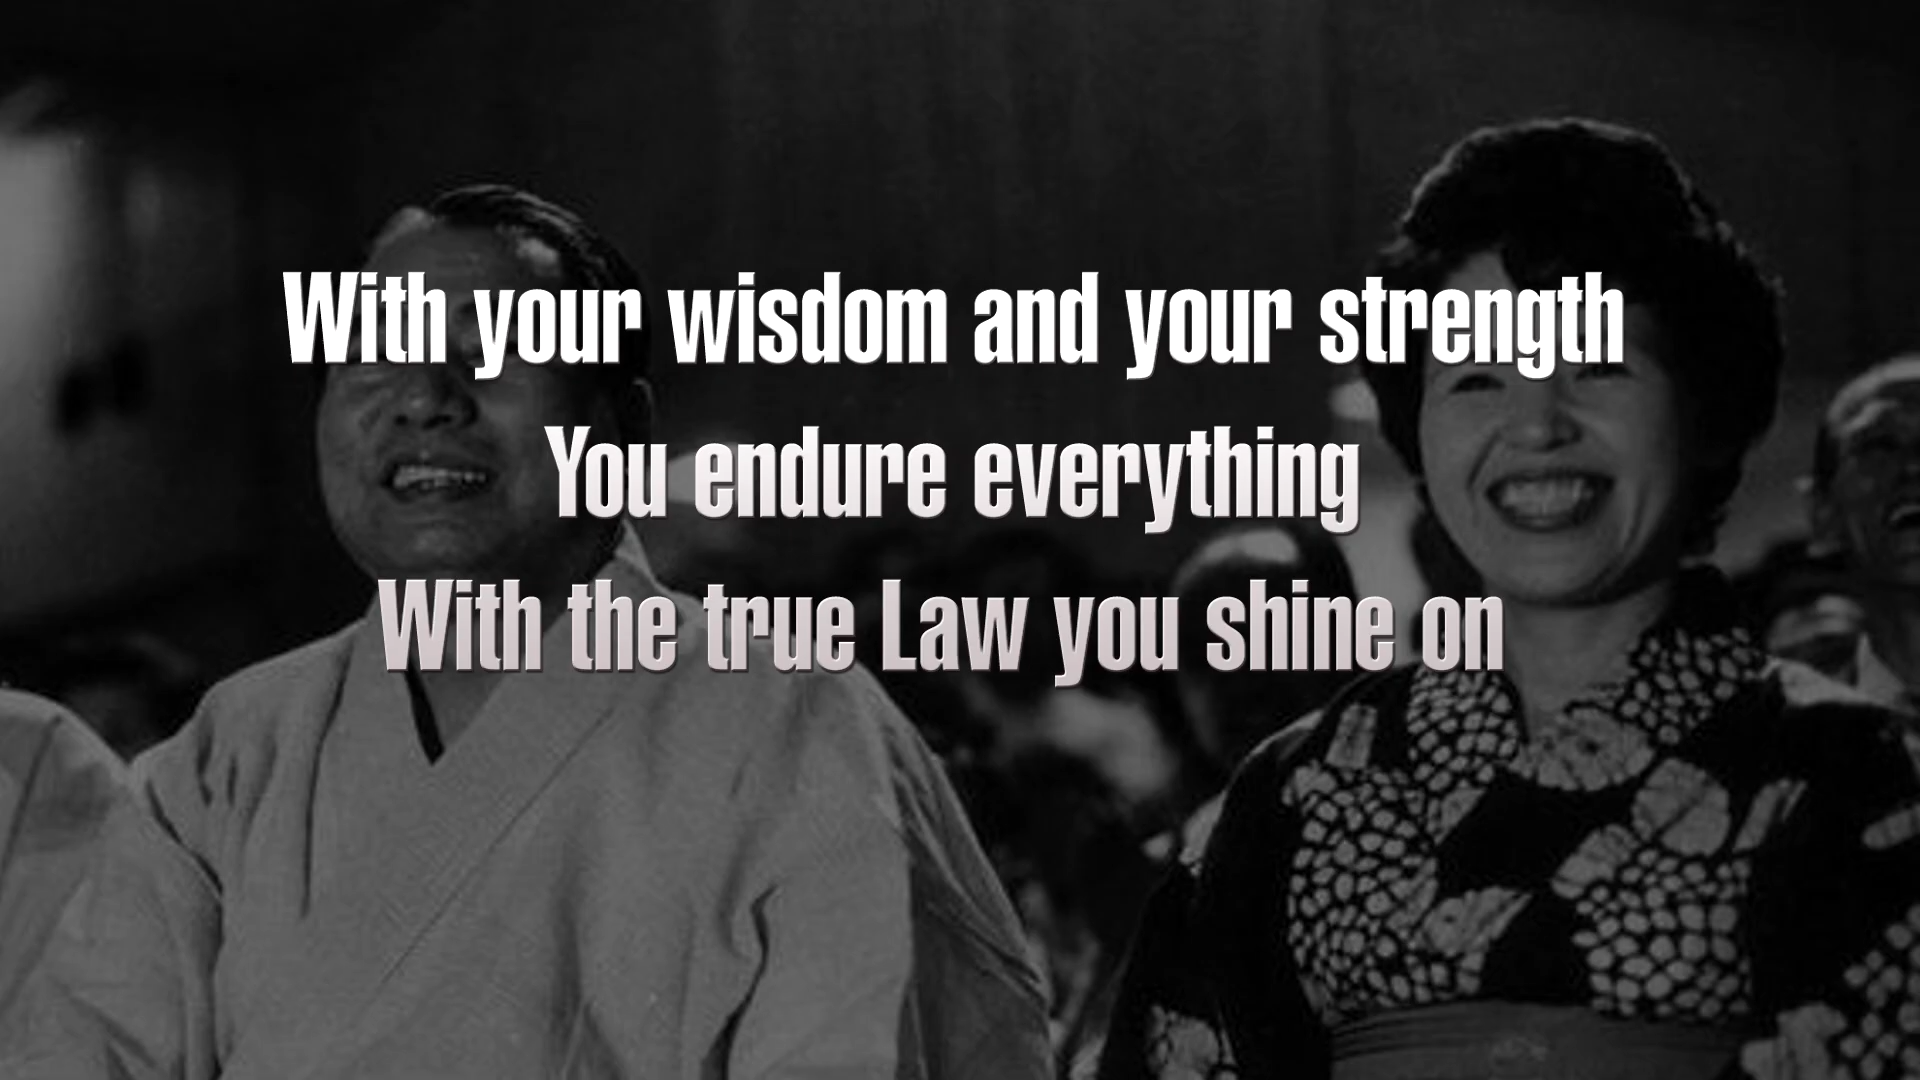 With your wisdom and your strength
You endure everything
With the true Law you shine on